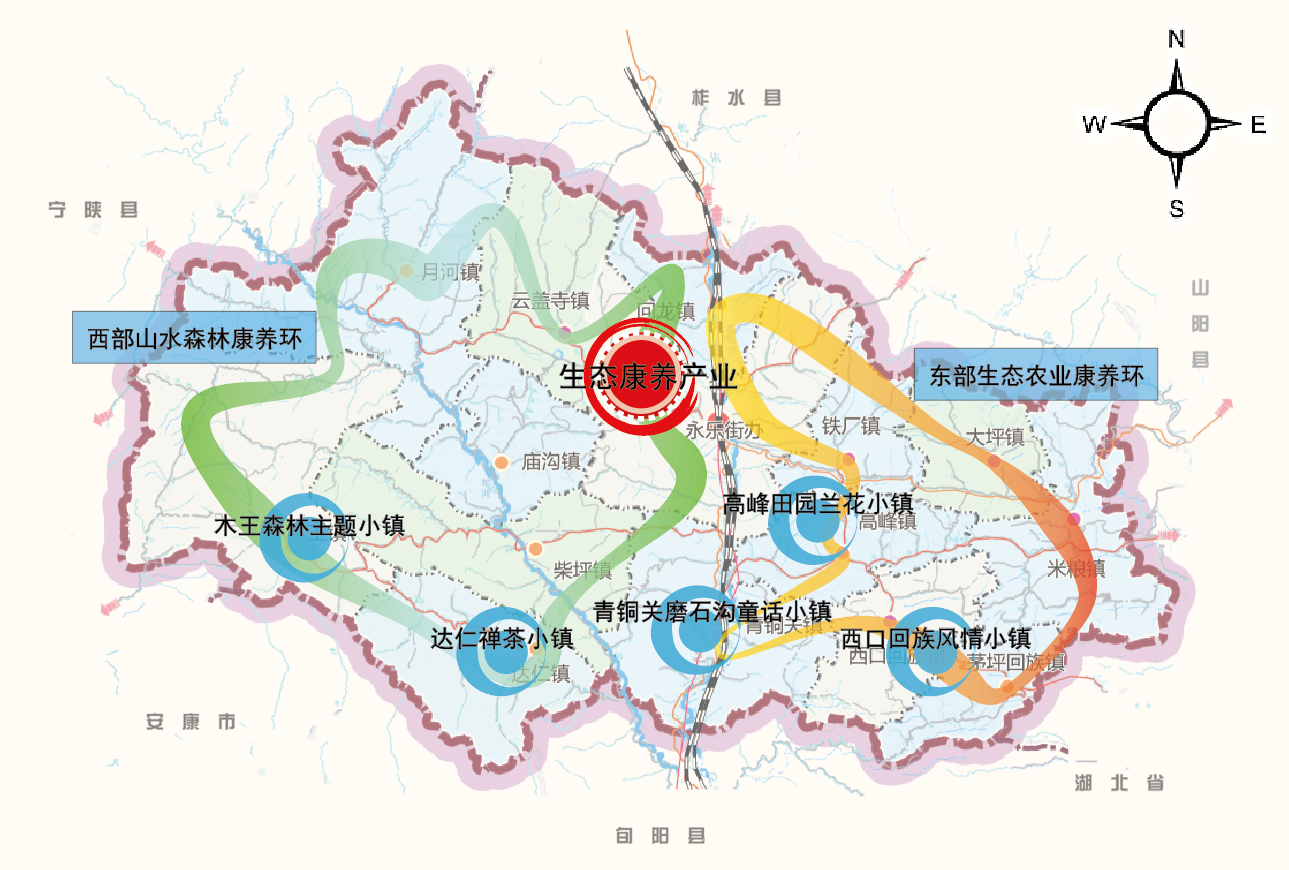 N
柞水县
W
E
宁陕县
S
月河镇
山阳县
云盖寺镇
回龙镇
西部山水森林康养环
生态康养产业
东部生态农业康养环
永乐街办
铁厂镇
大坪镇
庙沟镇
高峰田园兰花小镇
高峰镇
木王森林主题小镇
柴坪镇
米粮镇
青铜关磨石沟童话小镇
青铜关镇
达仁禅茶小镇
西口回族风情小镇
西口回族
茅坪回族镇
达仁镇
安康市
湖北省
旬阳县